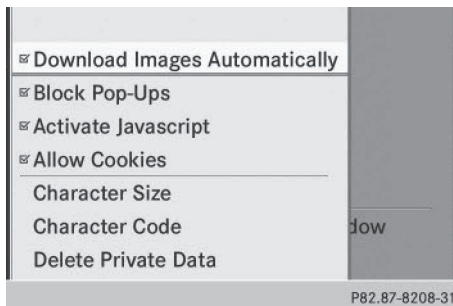 Download Images Automatically
Block Pop-Ups
Activate Javascript
Allow Cookies
Character Size
Character Code
dow
Delete Private Data
P82.87-8208-31